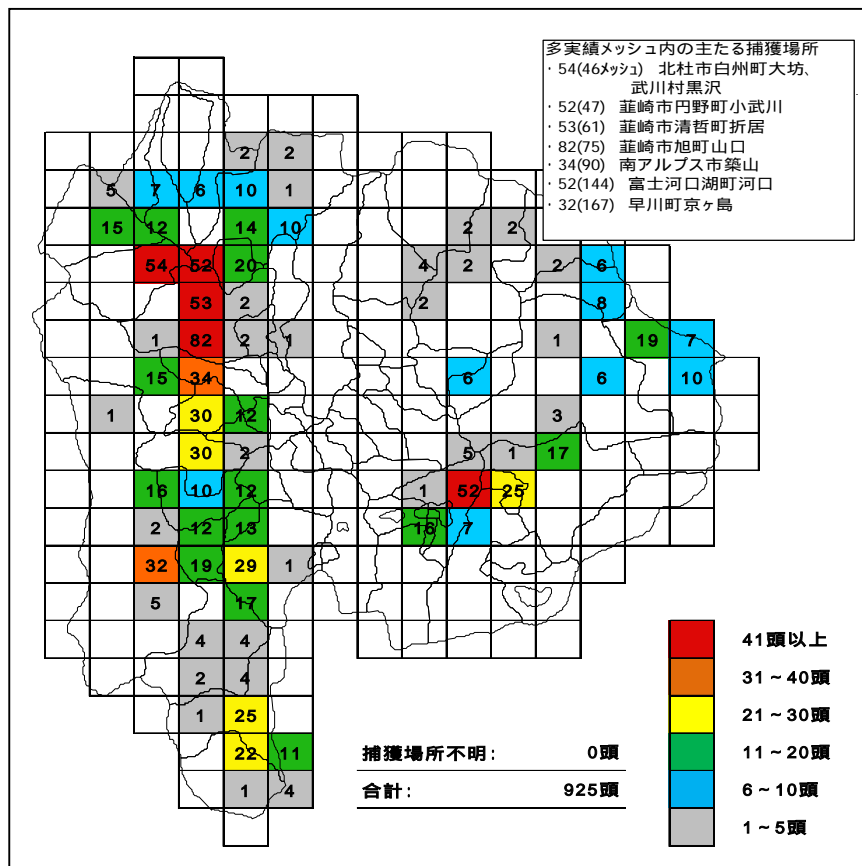 多実績メッシュ内の主たる捕獲場所
・54(46メッシュ) 北杜市白州町大坊、
武川村黒沢
・52(47) 韮崎市円野町小武川
・53(61) 韮崎市清哲町折居
・82(75) 韮崎市旭町山口
・34(90) 南アルプス市築山
・52(144) 富士河口湖町河口
・32(167) 早川町京ヶ島
2 2
5 7 6 10 1
15 12 14 10 2 2
54 52 20 4 2 2 6
53 2 2 8
1 82 2 1 1 19 7
15 34 6 6 10
1 30 12 3
30 2 5 1 17
16 10 12 1 52 25
2 12 13 16 7
32 19 29 1
5 17
4 4
2 4
1 25
22 11
1 4
捕獲場所不明: 0頭
合計: 925頭
41頭以上
31~40頭
21~30頭
11~20頭
6~10頭
1~5頭